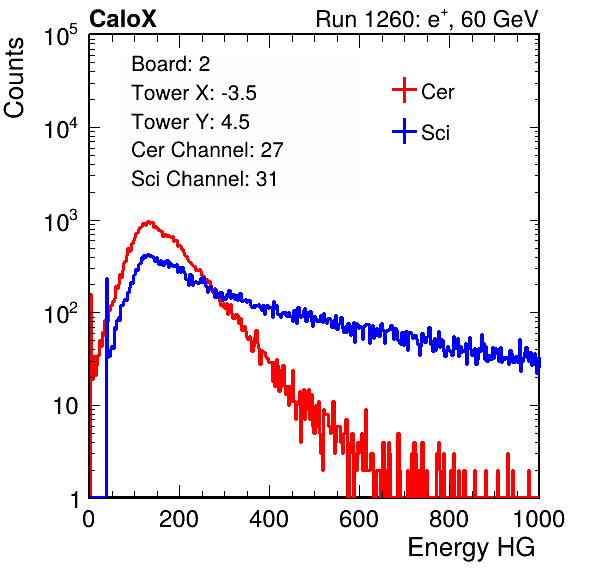 CaloX Run 1260: e⁺, 60 GeV
Counts
Board: 2
Tower X: -3.5
Tower Y: 4.5
Cer Channel: 27
Sci Channel: 31
Cer
Sci
10⁵
10⁴
10³
10²
10
1
0 200 400 600 800 1000
Energy HG